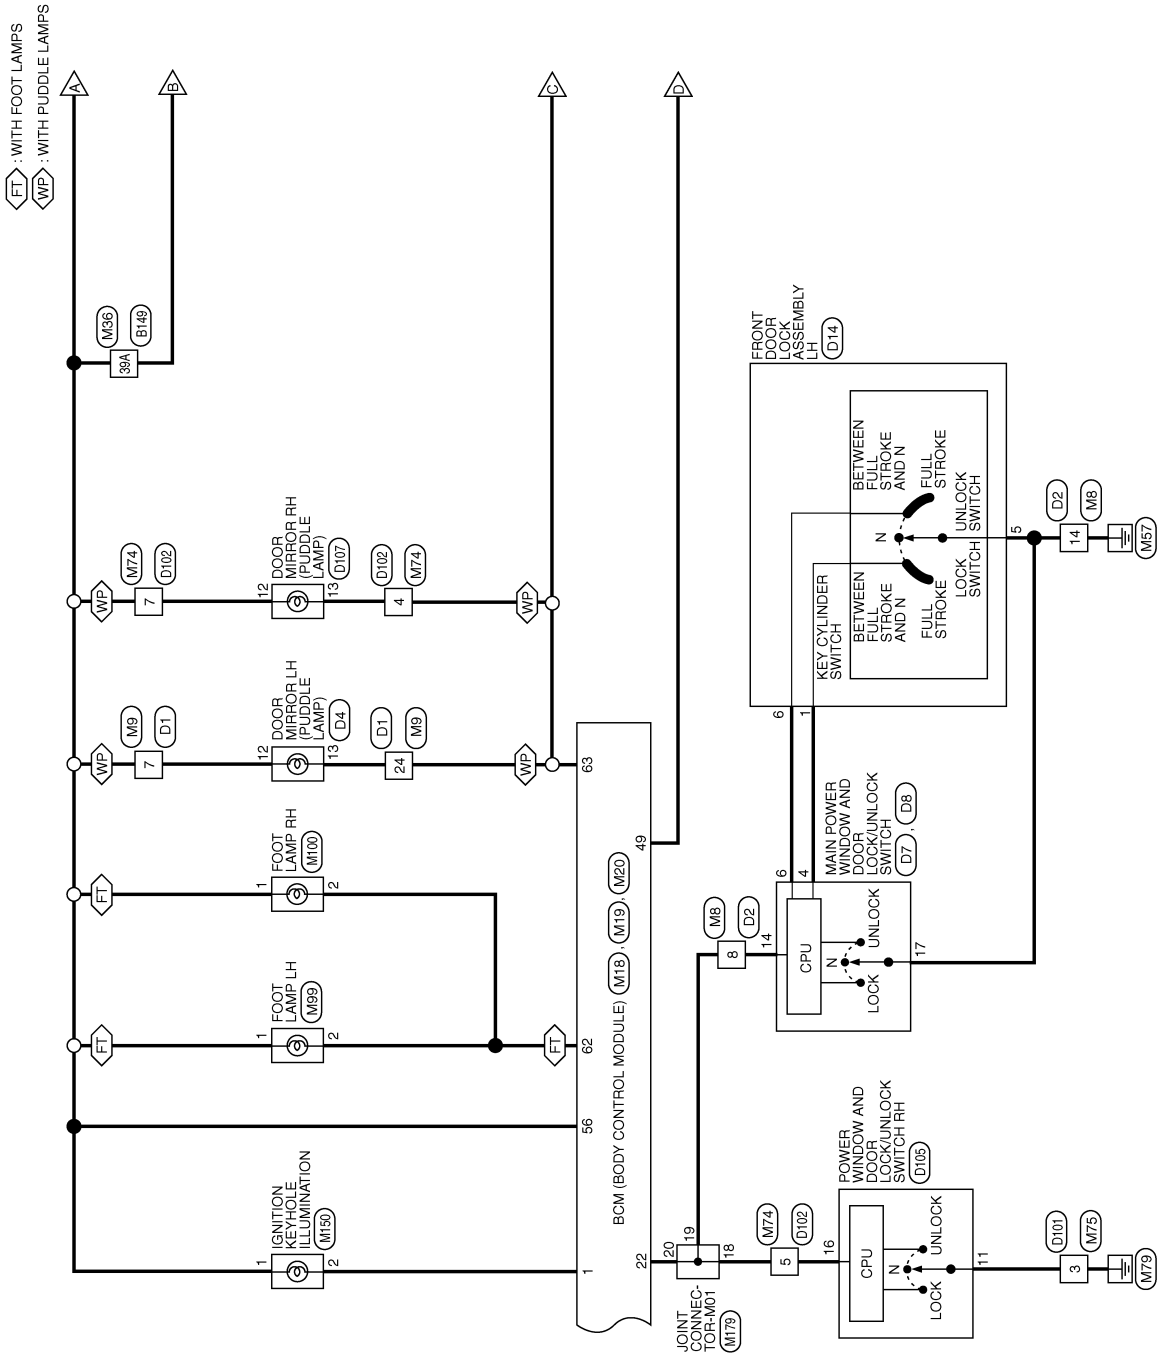 FT : WITH FOOT LAMPS
WP : WITH PUDDLE LAMPS
A
B
C
D
39A
M36
B149
WP
7
M74
D102
12
DOOR
MIRROR RH
(PUDDLE
LAMP)
D107
13
4
D102
M74
WP
WP
7
M9
D1
12
DOOR
MIRROR LH
(PUDDLE
LAMP)
D4
13
24
D1
M9
WP
FT
1
FOOT
LAMP RH
M100
2
FT
1
FOOT
LAMP LH
M99
2
FT
1
IGNITION
KEYHOLE
ILLUMINATION
M150
2
1
56
62
63
BCM (BODY CONTROL MODULE) M18 , M19 , M20
22
49
20
19
18
JOINT
CONNEC-
TOR-M01
M179
8
M8
D2
14
5
M74
D102
16
POWER
WINDOW AND
DOOR
LOCK/UNLOCK
SWITCH RH
D105
CPU
N
LOCK
UNLOCK
11
3
D101
M75
M79
MAIN POWER
WINDOW AND
DOOR
LOCK/UNLOCK
SWITCH
D7 , D8
6
4
CPU
N
LOCK
UNLOCK
17
FRONT
DOOR
LOCK
ASSEMBLY
LH
D14
6
1
KEY CYLINDER
SWITCH
BETWEEN
FULL
STROKE
AND N
FULL
STROKE
N
BETWEEN
FULL
STROKE
AND N
FULL
STROKE
LOCK
SWITCH
UNLOCK
SWITCH
5
14
D2
M8
M57